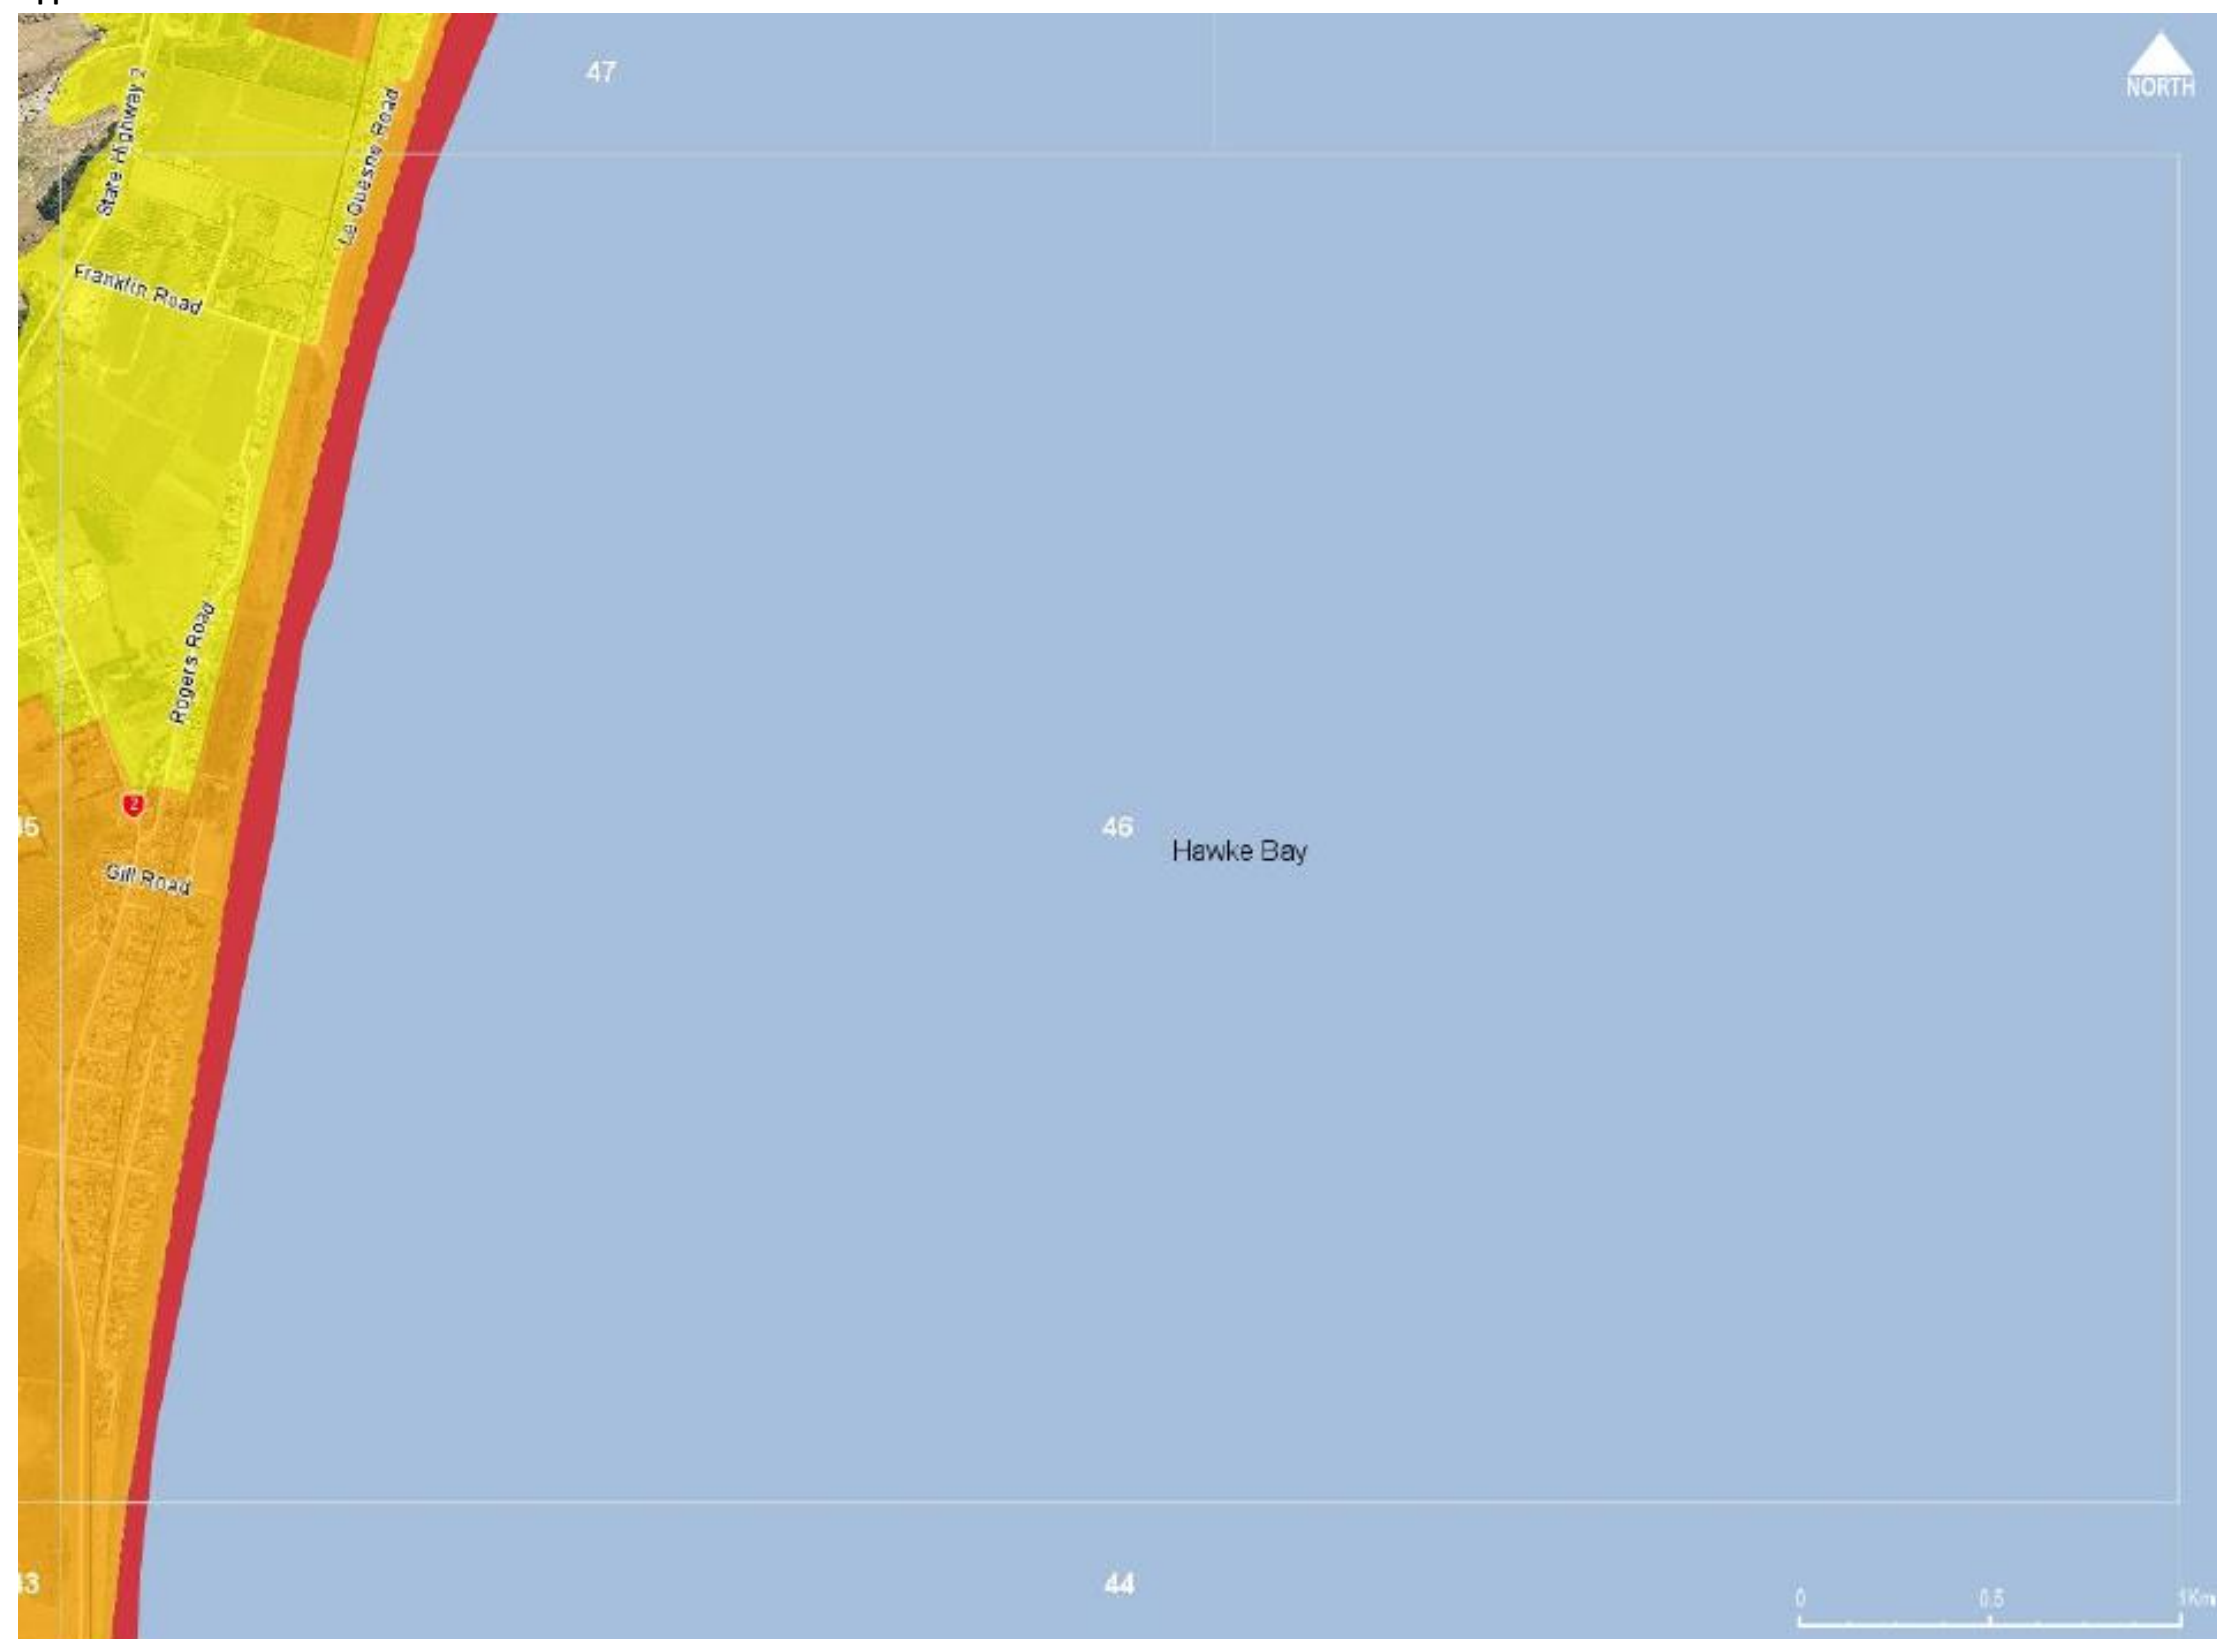 47
NORTH
State Highway 2
Le Quesne Road
Franklin Road
Rogers Road
2
46
Hawke Bay
Gill Road
44
0 0.5 1Km